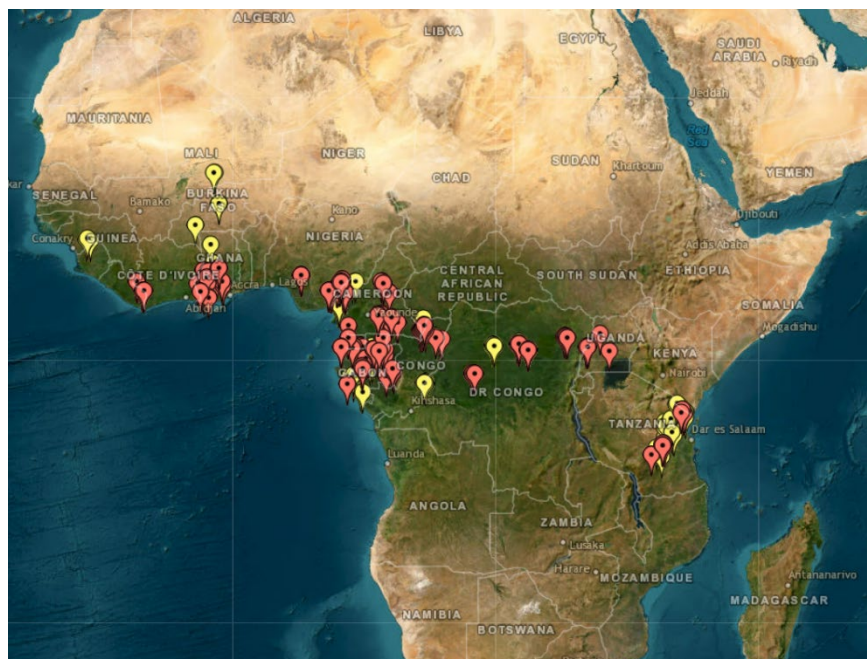 ALGERIA
LIBYA
EGYPT
SAUDI
ARABIA
Riyadh
Jeddah
MAURITANIA
Red
Sea
MALI
NIGER
CHAD
SUDAN
Khartoum
YEMEN
kar
SENEGAL
BURKINA
FASO
Bamako
Kano
Djibouti
Conakry
GUINEA
NIGERIA
Addis Ababa
GHANA
CÔTE D'IVOIRE
CENTRAL
AFRICAN
REPUBLIC
SOUTH SUDAN
ETHIOPIA
Lagos
Accra
Abidjan
CAMEROON
SOMALIA
Yaounde
Mogadishu
UGANDA
KENYA
CONGO
GABON
Nairobi
DR CONGO
Kinshasa
TANZANIA
Dar es Salaam
Luanda
ANGOLA
ZAMBIA
Lusaka
Harare
MOZAMBIQUE
Antananarivo
MADAGASCAR
NAMIBIA
BOTSWANA